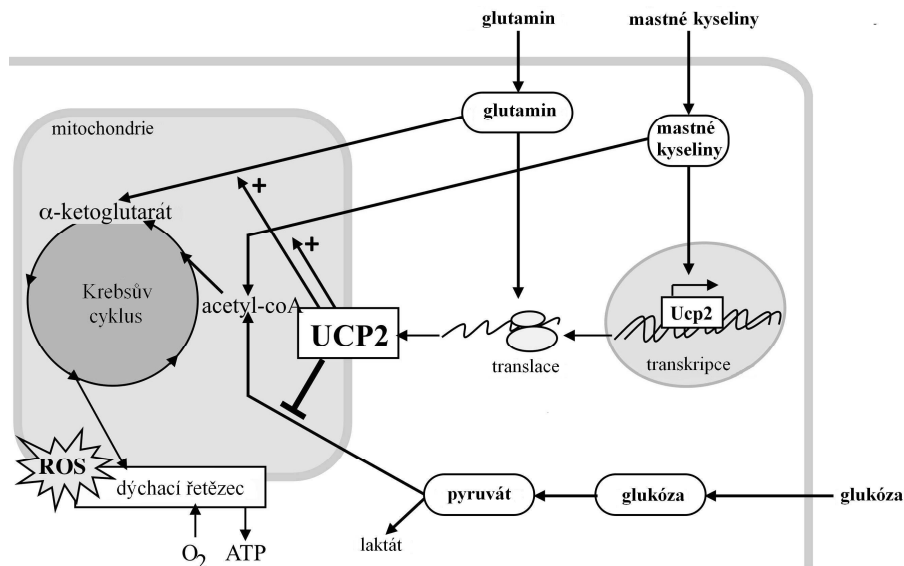 glutamin
mastné kyseliny
glutamin
mastné
kyseliny
mitochondrie
+
α-ketoglutarát
+
Krebsův
cyklus
acetyl-coA
UCP2
Ucp2
translace
transkripce
ROS
dýchací řetězec
pyruvát
glukóza
glukóza
laktát
O2
ATP